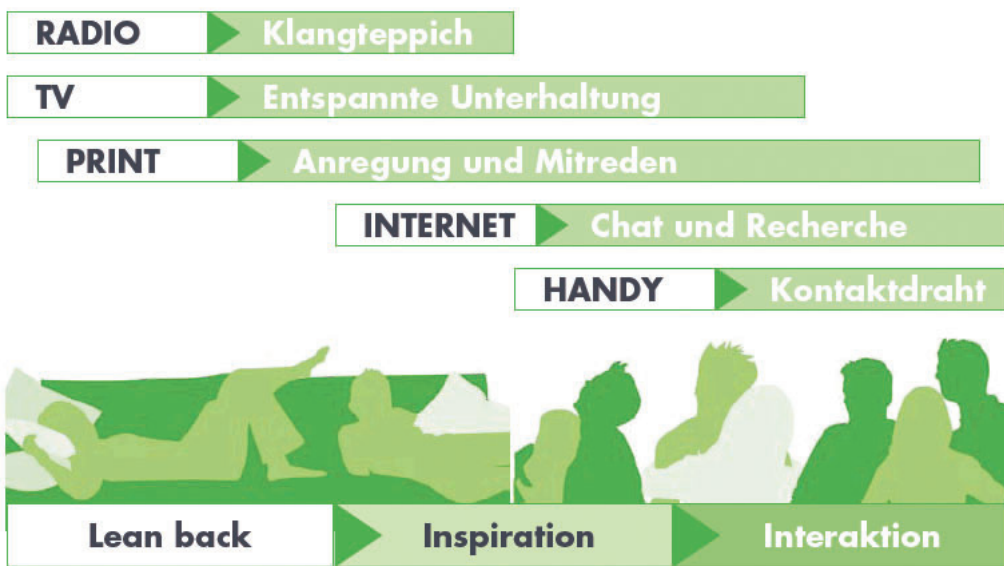 RADIO Klangteppich
TV Entspannte Unterhaltung
PRINT Anregung und Mitreden
INTERNET Chat und Recherche
HANDY Kontaktdraht
Lean back Inspiration Interaktion